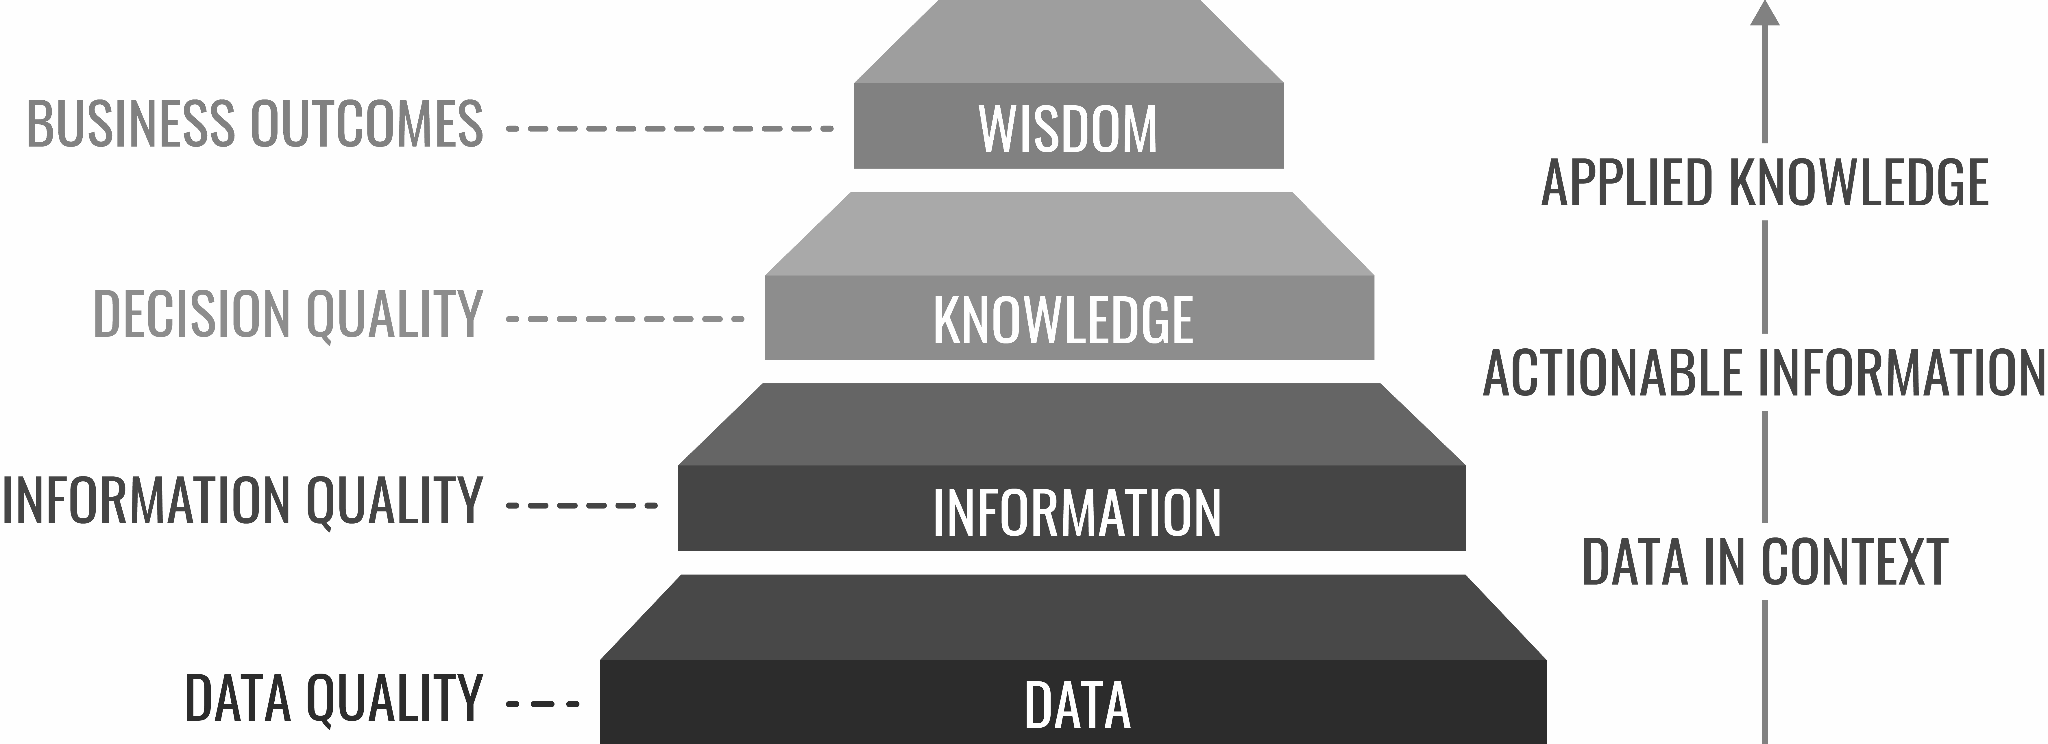 BUSINESS OUTCOMES
WISDOM
APPLIED KNOWLEDGE
DECISION QUALITY
KNOWLEDGE
ACTIONABLE INFORMATION
INFORMATION QUALITY
INFORMATION
DATA IN CONTEXT
DATA QUALITY
DATA